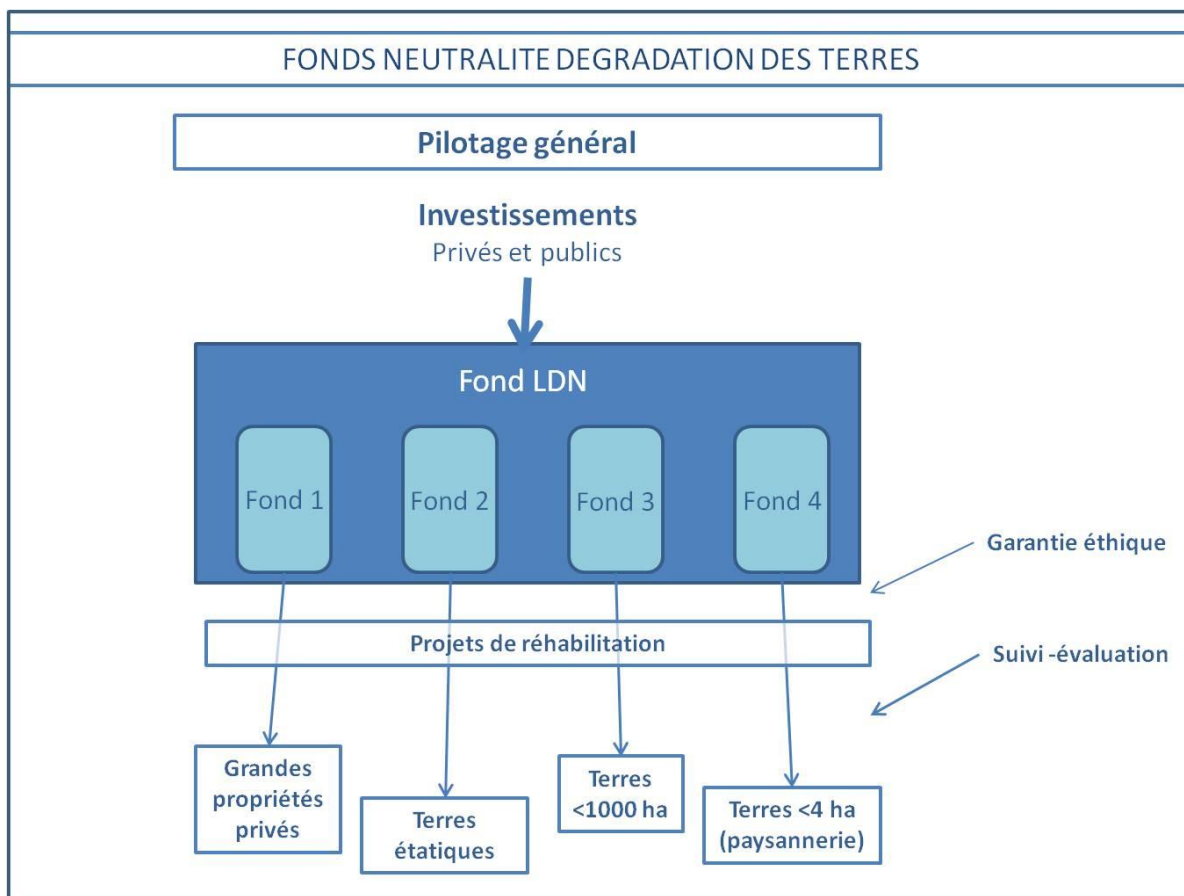 FONDS NEUTRALITE DEGRADATION DES TERRES
Pilotage général
Investissements
Privés et publics
Fond LDN
Fond 1
Fond 2
Fond 3
Fond 4
Garantie éthique
Projets de réhabilitation
Suivi -évaluation
Grandes
propriétés
privés
Terres
étatiques
Terres
<1000 ha
Terres <4 ha
(paysannerie)